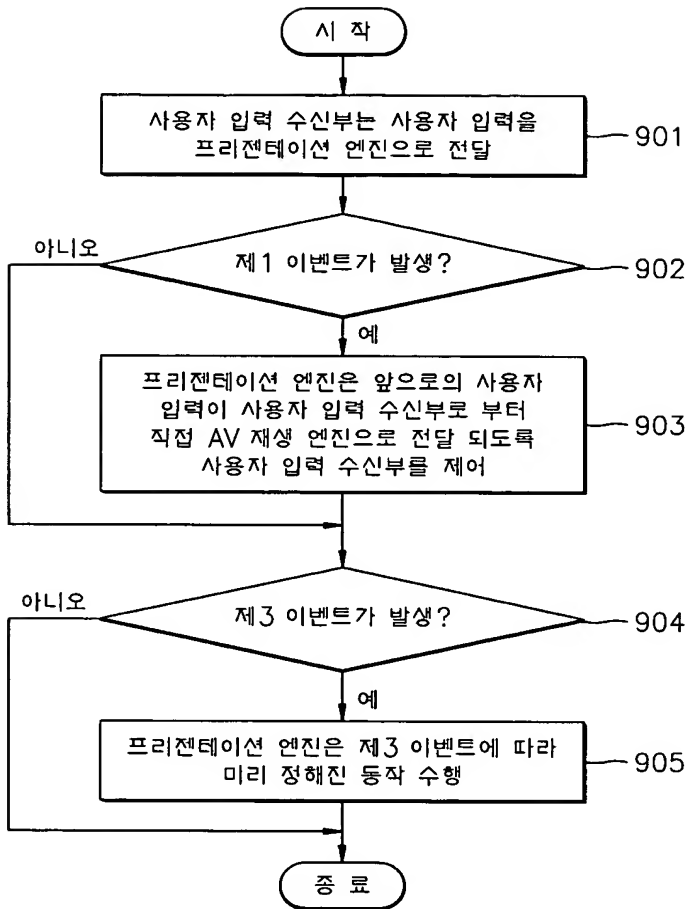 시 작
사용자 입력 수신부는 사용자 입력을
프리젠테이션 엔진으로 전달
901
아니오
제1 이벤트가 발생?
902
예
프리젠테이션 엔진은 앞으로의 사용자
입력이 사용자 입력 수신부로 부터
직접 AV 재생 엔진으로 전달 되도록
사용자 입력 수신부를 제어
903
아니오
제3 이벤트가 발생?
904
예
프리젠테이션 엔진은 제3 이벤트에 따라
미리 정해진 동작 수행
905
종 료